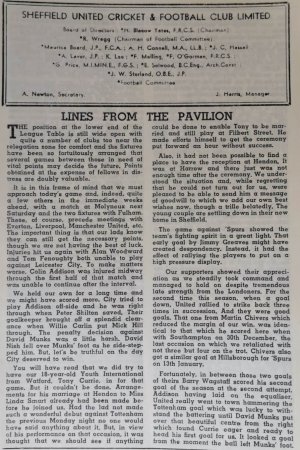 SHEFFIELD UNITED CRICKET & FOOTBALL CLUB LIMITED
Board of Directors: *H. Blacow Yates, F.R.C.S. (Chairman)
*R. Wragg (Chairman of Football Committee)
*Maurice Board, J.P., F.C.A.; A. H. Connell, M.A., LL.B.; *J. C. Hassall
*A. Laver, J.P.; K. Lee; *F. Melling, F. O'Gorman, F.R.C.S.;
*G. Price, M.I.M.I.N.E., F.G.S.; *E. Selwood, B.C.Eng., Arch.Const
*J. W. Storland, O.B.E., J.P.
*Football Committee
A. Newton, Secretary. J. Harris, Manager.
LINES FROM THE PAVILION
THE position at the lower end of the
League Table is still wide open with
quite a number of clubs too near the
relegation zone for comfort and the fixtures
have been so fortuitously arranged that
several games between those in need of
vital points may decide the future. Points
obtained at the expense of fellows in dis-
tress are doubly valuable.
It is in this frame of mind that we must
approach today's game and, indeed, quite
a few others in the immediate weeks
ahead, with a match at Molyneux next
Saturday and the two fixtures with Fulham.
These, of course, precede meetings with
Everton, Liverpool, Manchester United, etc.
The important thing is that our lads know
they can still get the necessary points,
though we are not having the best of luck.
Injuries hit us again with Alan Woodward
and Tom Fenoughty both unable to play
against Leicester City. To make matters
worse, Colin Addison was injured midway
through the first half of that match and
was unable to continue after the interval.
We held our own for a long time and
we might have scored more, City tried to
play Addison off-side and he was right
through when Peter Shilton saved. Their
goalkeeper brought off a splendid clear-
ance when Willie Carlin put Mick Hill
through. The penalty decision against
David Munks was a little harsh. David
Nish fell over Munks' foot as he side-step-
ped him. But, let's be truthful on the day
City deserved to win.
You will have read that we did try to
have our 18-year-old Youth International
from Watford, Tony Currie, in for that
game. But it couldn't be done. Arrange-
ments for his marriage at Hendon to Miss
Linda Smart already had been made be-
fore he joined us. Had the lad not made
such a wonderful debut against Tottenham
the previous Monday night no one would
have said anything about it. But, in view
of his performance on that occasion, it was
thought that we should see if anything
could be done to enable Tony to be mar-
ried and still play at Filbert Street. He
made efforts himself to get the ceremony
put forward an hour without success.
Also, it had not been possible to find a
place to have the reception at Hendon. It
was at Harrow and there was not
enough time after the ceremony. We under-
stood the situation and, while regretting
that he could not turn out for us, were
pleased to be able to send him a message
of goodwill to which we add our own best
wishes now, though a trifle belatedly. The
young couple are settling down in their new
home in Sheffield.
The game against Spurs showed the
team's fighting spirit in a great light. That
early goal by Jimmy Greaves might have
created despondency. Instead, it had the
effect of rallying the players to put on a
high pressure display.
Our supporters showed their appreci-
ation as we steadily took command and
managed to hold on despite tremendous
late strength from the Londoners. For the
second time this season, when a goal
down, United rallied to strike back three
times in succession. And they were good
goals. That one from Martin Chivers which
reduced the margin of our win, was iden-
tical to that which he scored here when
with Southampton on 30th December, the
last occasion on which we retaliated with
not three but four on the trot. Chivers also
got a similar goal at Hillsborough for Spurs
on 13th January.
Fortunately, in between those two goals
of theirs Barry Wagstaff scored his second
goal of the season at the second attempt.
Addison having laid on the equaliser,
United really went to town hammering the
Tottenham goal which was lucky to with-
stand the battering until David Munks put
over that beautiful centre from the right
which found Currie eager and ready to
head his first goal for us. It looked a goal
from the moment the ball left Munks' foot.